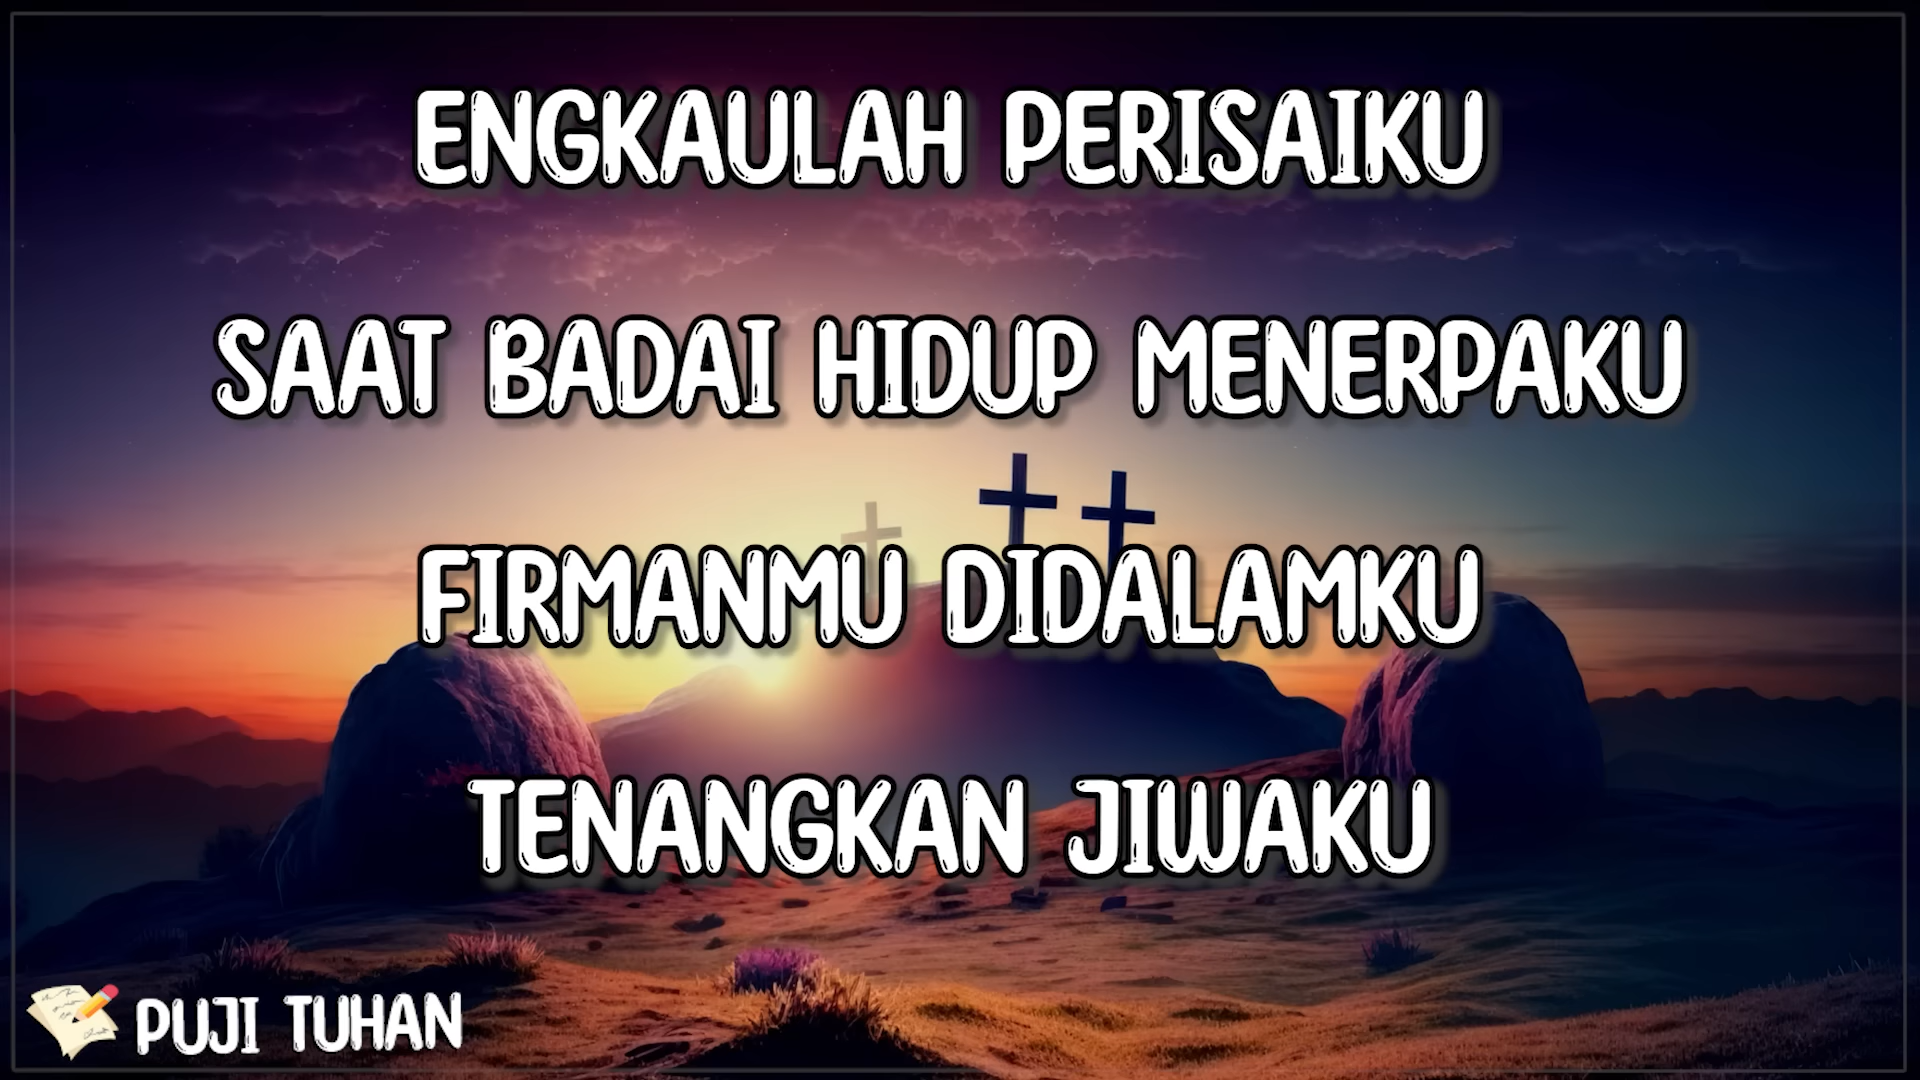 ENGKAULAH PERISAIKU
SAAT BADAI HIDUP MENERPAKU
FIRMANMU DIDALAMKU
TENANGKAN JIWAKU
PUJI TUHAN